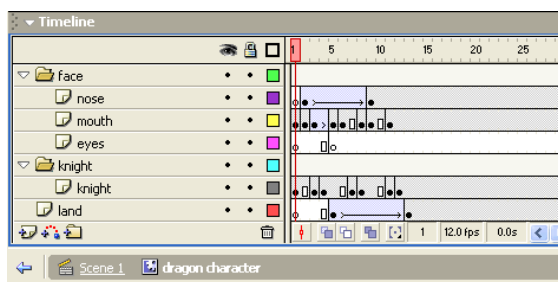 Timeline
1 5 10 15 20 25
face
nose
mouth
eyes
knight
knight
land
1 12.0 fps 0.0s
Scene 1 dragon character